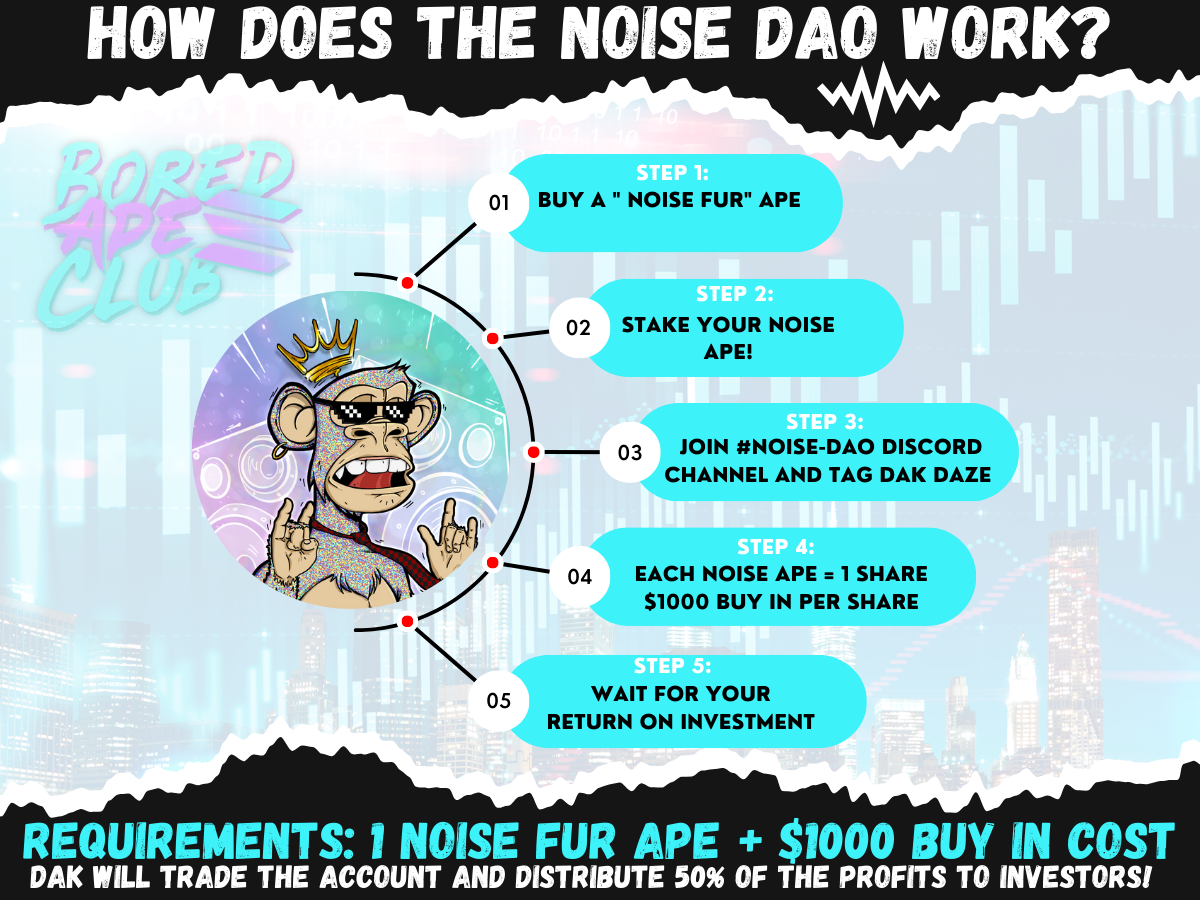 HOW DOES THE NOISE DAO WORK?
BORED
APE
CLUB
01
STEP 1:
BUY A " NOISE FUR" APE
02
STEP 2:
STAKE YOUR NOISE
APE!
03
STEP 3:
JOIN #NOISE-DAO DISCORD
CHANNEL AND TAG DAK DAZE
04
STEP 4:
EACH NOISE APE = 1 SHARE
$1000 BUY IN PER SHARE
05
STEP 5:
WAIT FOR YOUR
RETURN ON INVESTMENT
REQUIREMENTS: 1 NOISE FUR APE + $1000 BUY IN COST
DAK WILL TRADE THE ACCOUNT AND DISTRIBUTE 50% OF THE PROFITS TO INVESTORS!